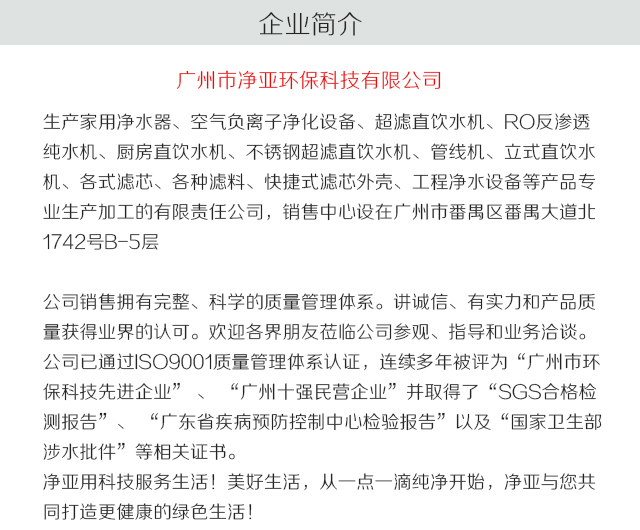 企业简介
广州市净亚环保科技有限公司
生产家用净水器、空气负离子净化设备、超滤直饮水机、RO反渗透
纯水机、厨房直饮水机、不锈钢超滤直饮水机、管线机、立式直饮水
机、各式滤芯、各种滤料、快捷式滤芯外壳、工程净水设备等产品专
业生产加工的有限责任公司，销售中心设在广州市番禺区番禺大道北
1742号B-5层
公司销售拥有完整、科学的质量管理体系。讲诚信、有实力和产品质
量获得业界的认可。欢迎各界朋友莅临公司参观、指导和业务洽谈。
公司已通过ISO9001质量管理体系认证，连续多年被评为“广州市环
保科技先进企业” 、 “广州十强民营企业”并取得了“SGS合格检
测报告”、 “广东省疾病预防控制中心检验报告”以及“国家卫生部
涉水批件”等相关证书。
净亚用科技服务生活！美好生活，从一点一滴纯净开始，净亚与您共
同打造更健康的绿色生活！